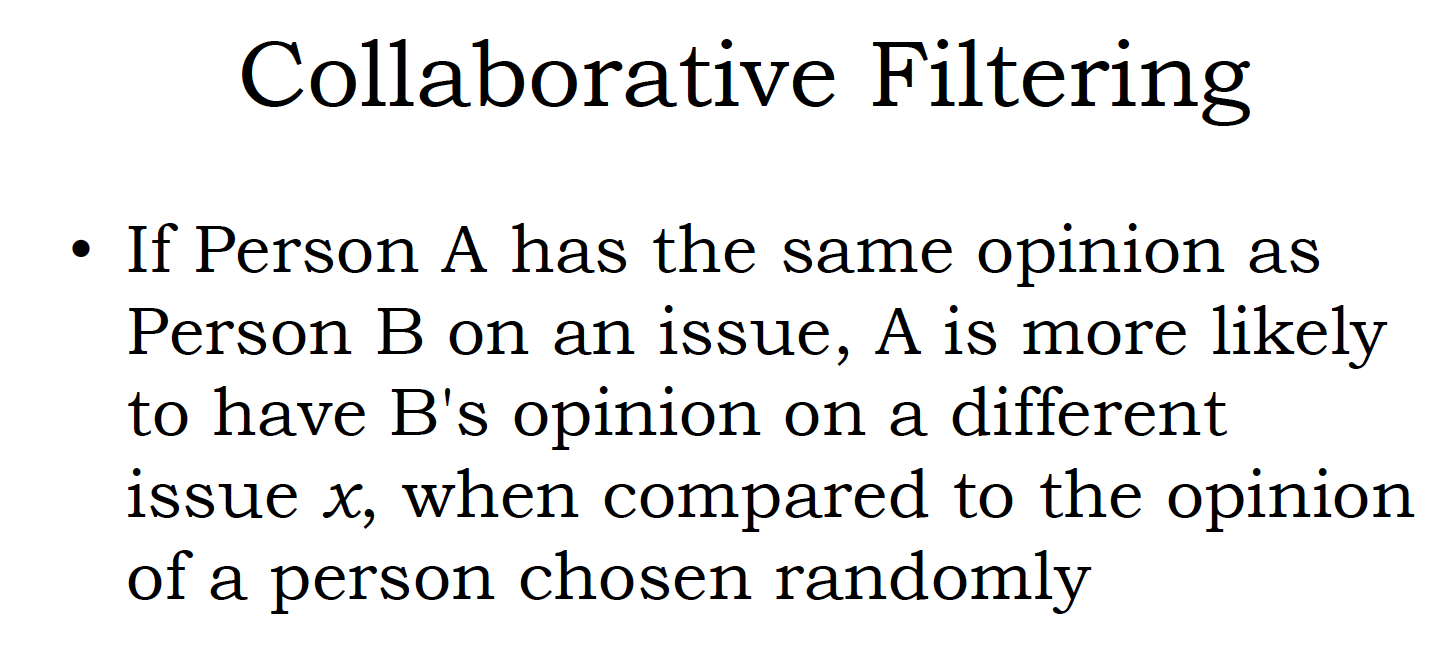 Collaborative Filtering
• If Person A has the same opinion as
Person B on an issue, A is more likely
to have B's opinion on a different
issue x, when compared to the opinion
of a person chosen randomly